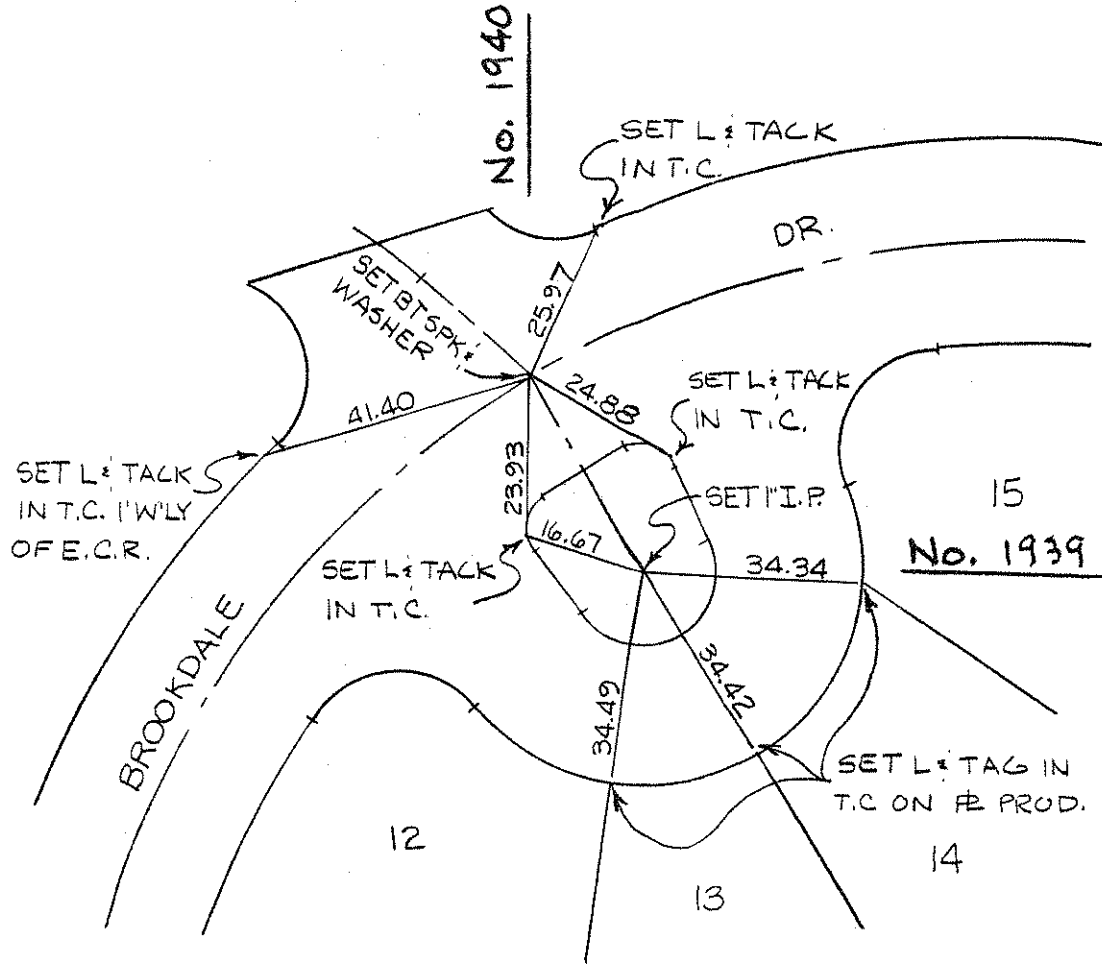 No. 1940
SET L & TACK
IN T.C.
DR.
SET BT SPK &
WASHER
25.97
24.88
SET L & TACK
IN T.C.
41.40
23.93
SET L & TACK
IN T.C. 1' W'LY
OF E.C.R.
SET 1" I.P.
15
No. 1939
16.67
34.34
SET L & TACK
IN T.C.
BROOKDALE
34.49
34.42
SET L & TAG IN
T.C ON PL PROD.
12
13
14